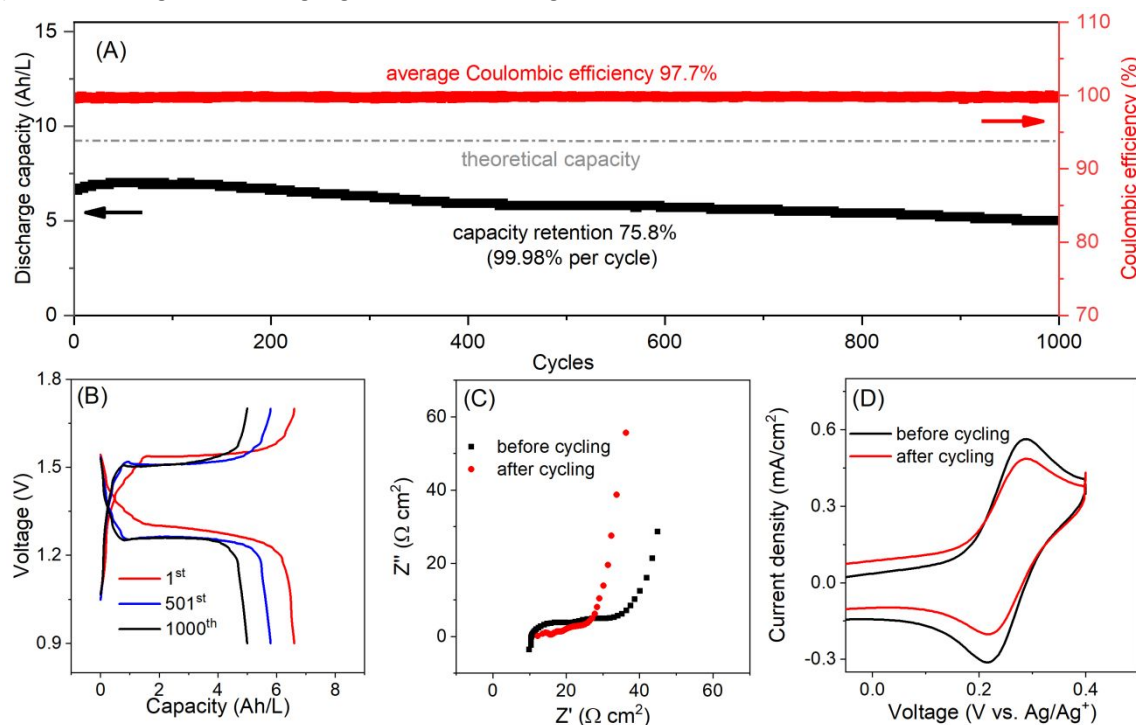 (A)
average Coulombic efficiency 97.7%
theoretical capacity
capacity retention 75.8%
(99.98% per cycle)
Discharge capacity (Ah/L)
15
10
5
0
Coulombic efficiency (%)
110
100
90
80
70
0 200 400 600 800 1000
Cycles
(B)
Voltage (V)
1.8
1.5
1.2
0.9
1st
501st
1000th
0 2 4 6 8
Capacity (Ah/L)
(C)
Z" (Ω cm2)
60
40
20
0
before cycling
after cycling
0 20 40 60
Z' (Ω cm2)
(D)
Current density (mA/cm2)
0.6
0.3
0.0
-0.3
before cycling
after cycling
0.0 0.2 0.4
Voltage (V vs. Ag/Ag+)